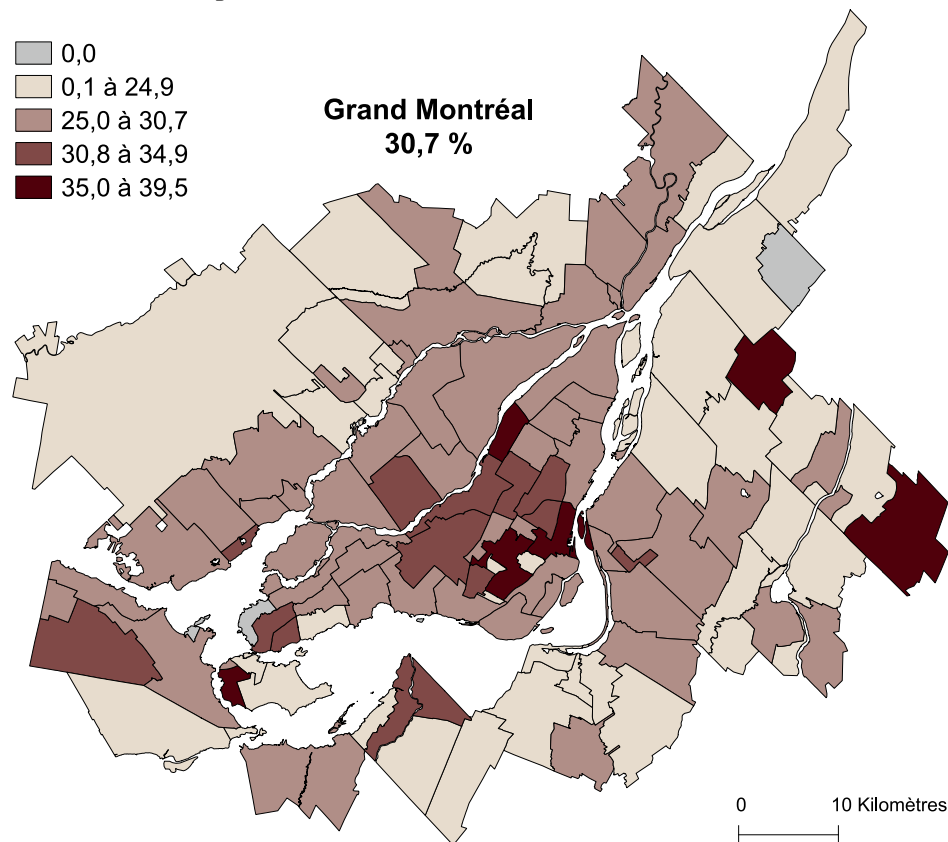 0,0
0,1 à 24,9
25,0 à 30,7
30,8 à 34,9
35,0 à 39,5
Grand Montréal
30,7 %
0 10 Kilomètres